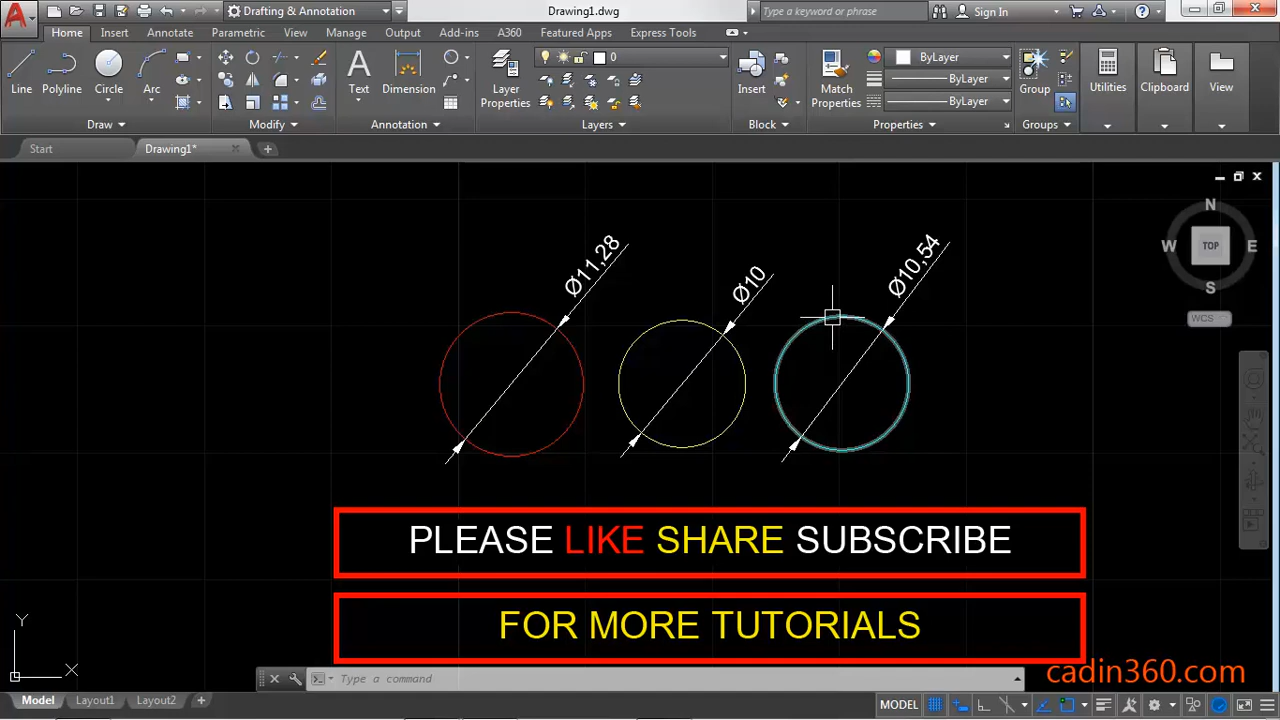 Drafting & Annotation
Drawing1.dwg
Type a keyword or phrase
Sign In
Home Insert Annotate Parametric View Manage Output Add-ins A360 Featured Apps Express Tools
Line
Polyline
Circle
Arc
Text
Dimension
Layer
Properties
0
Insert
Match
Properties
ByLayer
ByLayer
ByLayer
Group
Utilities
Clipboard
View
Draw
Modify
Annotation
Layers
Block
Properties
Groups
Start
Drawing1*
N
W
TOP
E
S
WCS
Ø11,28
Ø10
Ø10,54
PLEASE LIKE SHARE SUBSCRIBE
FOR MORE TUTORIALS
cadin360.com
Y
X
Type a command
Model Layout1 Layout2
MODEL